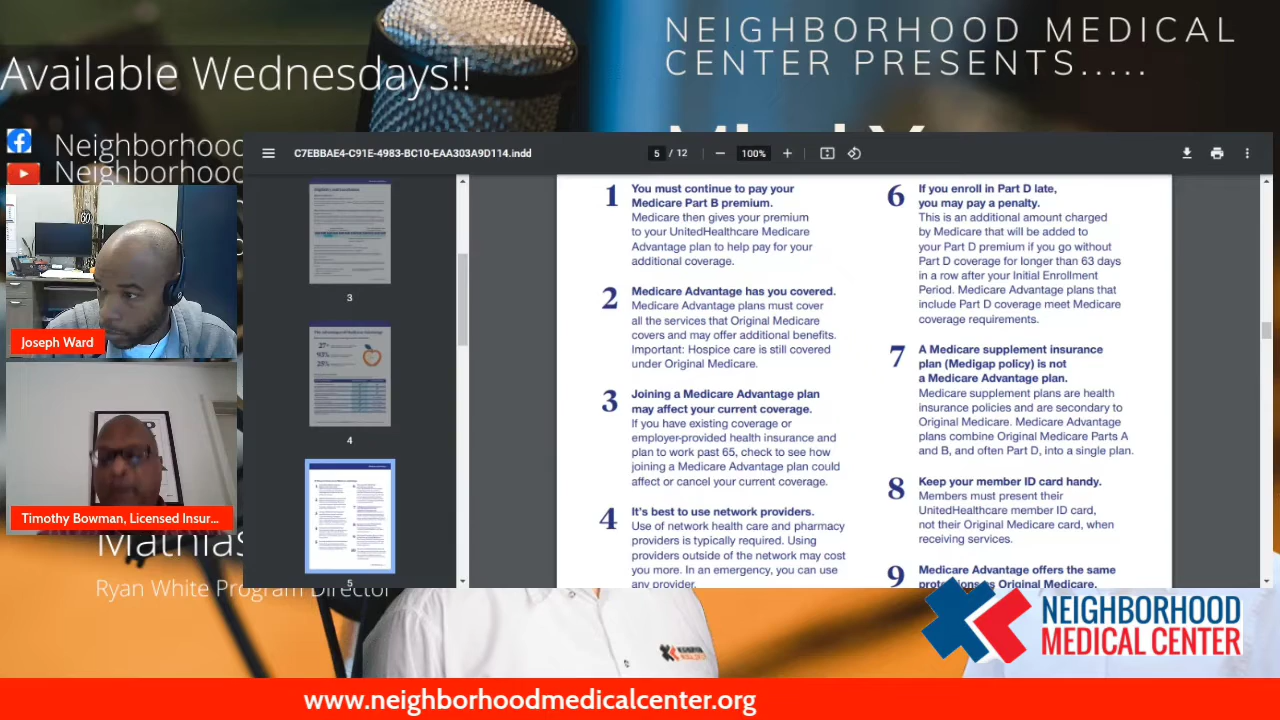 NEIGHBORHOOD MEDICAL
CENTER PRESENTS.....
Available Wednesdays!!
Neighborhood
Neighborhood
C7EBBAE4-C91E-4983-BC10-EAA303A9D114.indd
5 / 12
100%
3
4
5
1 You must continue to pay your
Medicare Part B premium.
Medicare then gives your premium
to your UnitedHealthcare Medicare
Advantage plan to help pay for your
additional coverage.
2 Medicare Advantage has you covered.
Medicare Advantage plans must cover
all the services that Original Medicare
covers and may offer additional benefits.
Important: Hospice care is still covered
under Original Medicare.
3 Joining a Medicare Advantage plan
may affect your current coverage.
If you have existing coverage or
employer-provided health insurance and
plan to work past 65, check to see how
joining a Medicare Advantage plan could
affect or cancel your current coverage.
4 It's best to use network providers.
Use of network health care and pharmacy
providers is typically required. Using
providers outside of the network may cost
you more. In an emergency, you can use
any provider.
6 If you enroll in Part D late,
you may pay a penalty.
This is an additional amount charged
by Medicare that will be added to
your Part D premium if you go without
Part D coverage for longer than 63 days
in a row after your Initial Enrollment
Period. Medicare Advantage plans that
include Part D coverage meet Medicare
coverage requirements.
7 A Medicare supplement insurance
plan (Medigap policy) is not
a Medicare Advantage plan.
Medicare supplement plans are health
insurance policies and are secondary to
Original Medicare. Medicare Advantage
plans combine Original Medicare Parts A
and B, and often Part D, into a single plan.
8 Keep your member ID card handy.
Members must present their
UnitedHealthcare member ID card,
not their Original Medicare card, when
receiving services.
9 Medicare Advantage offers the same
protections as Original Medicare.
Joseph Ward
Timothy Bowman, Licensed Insur...
Mathias
Ryan White Program Director
NEIGHBORHOOD
MEDICAL CENTER
www.neighborhoodmedicalcenter.org